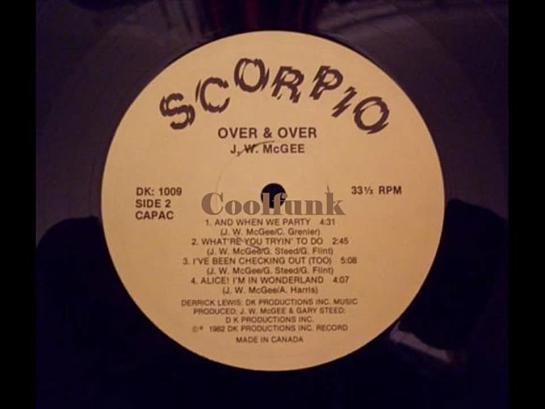 SCORPIO
OVER & OVER
J. W. McGEE
DK: 1009
SIDE 2
CAPAC
33⅓ RPM
Coolfunk
1. AND WHEN WE PARTY 4:31
(J. W. McGee/C. Grenier)
2. WHAT'RE YOU TRYIN' TO DO 2:45
(J. W. McGee/G. Steed/G. Flint)
3. I'VE BEEN CHECKING OUT (TOO) 5:08
(J. W. McGee/G. Steed/G. Flint)
4. ALICE! I'M IN WONDERLAND 4:07
(J. W. McGee/A. Harris)
DERRICK LEWIS: DK PRODUCTIONS INC. MUSIC
PRODUCED: J. W. McGEE & GARY STEED:
D K PRODUCTIONS INC.
©℗ 1982 DK PRODUCTIONS INC. RECORD
MADE IN CANADA